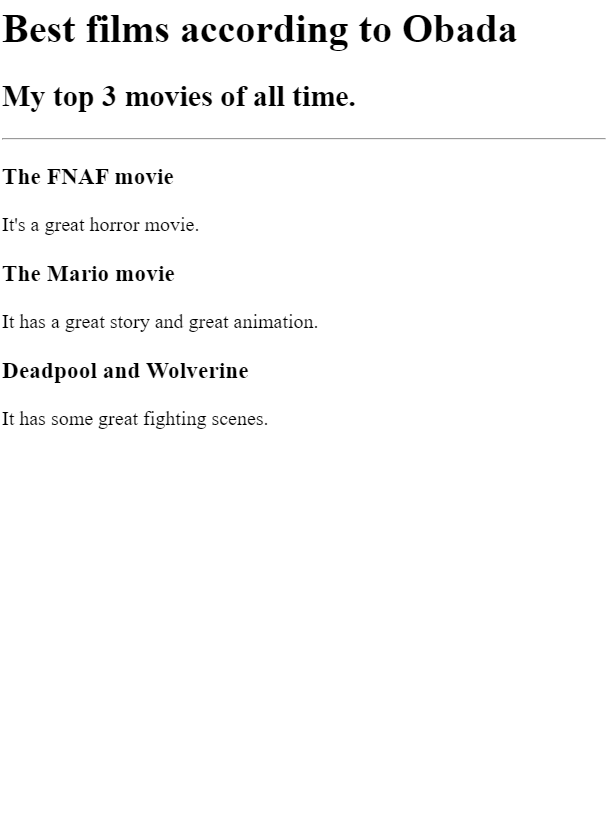 Best films according to Obada
My top 3 movies of all time.
The FNAF movie
It's a great horror movie.
The Mario movie
It has a great story and great animation.
Deadpool and Wolverine
It has some great fighting scenes.